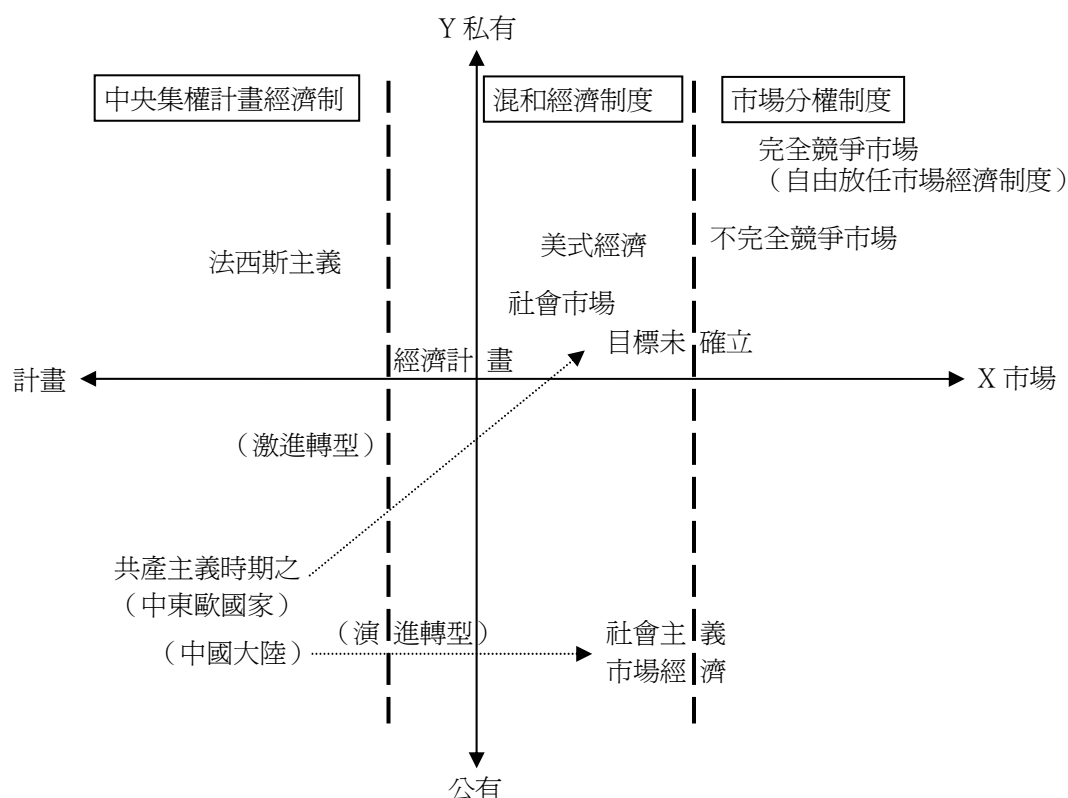 Y 私有
中央集權計畫經濟制
混和經濟制度
市場分權制度
完全競爭市場
（自由放任市場經濟制度）
美式經濟
不完全競爭市場
法西斯主義
社會市場
目標未確立
經濟計畫
計畫
X 市場
（激進轉型）
共產主義時期之
（中東歐國家）
（演進轉型）
（中國大陸）
社會主義
市場經濟
公有